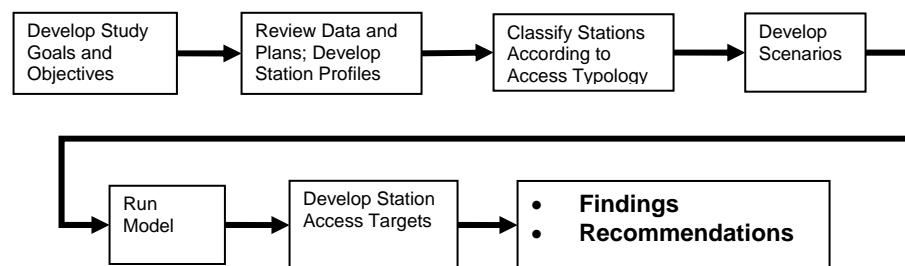 Develop Study
Goals and
Objectives
Review Data and
Plans; Develop
Station Profiles
Classify Stations
According to
Access Typology
Develop
Scenarios
Run
Model
Develop Station
Access Targets
• Findings
• Recommendations